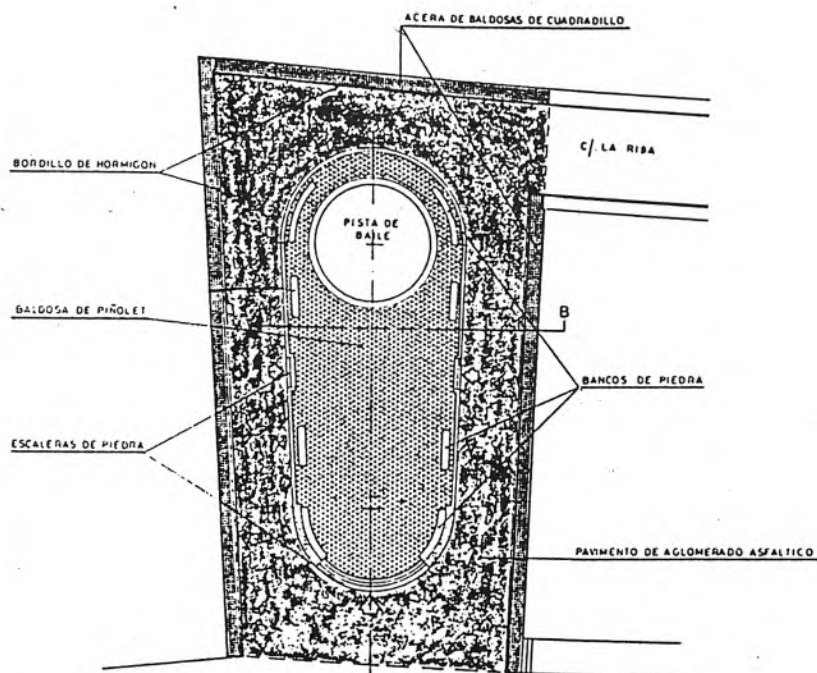 ACERA DE BALDOSAS DE CUADRADILLO
C/. LA RIBA
BORDILLO DE HORMIGON
PISTA DE
BAILE
BALDOSA DE PIÑOLET
B
BANCOS DE PIEDRA
ESCALERAS DE PIEDRA
PAVIMENTO DE AGLOMERADO ASFALTICO